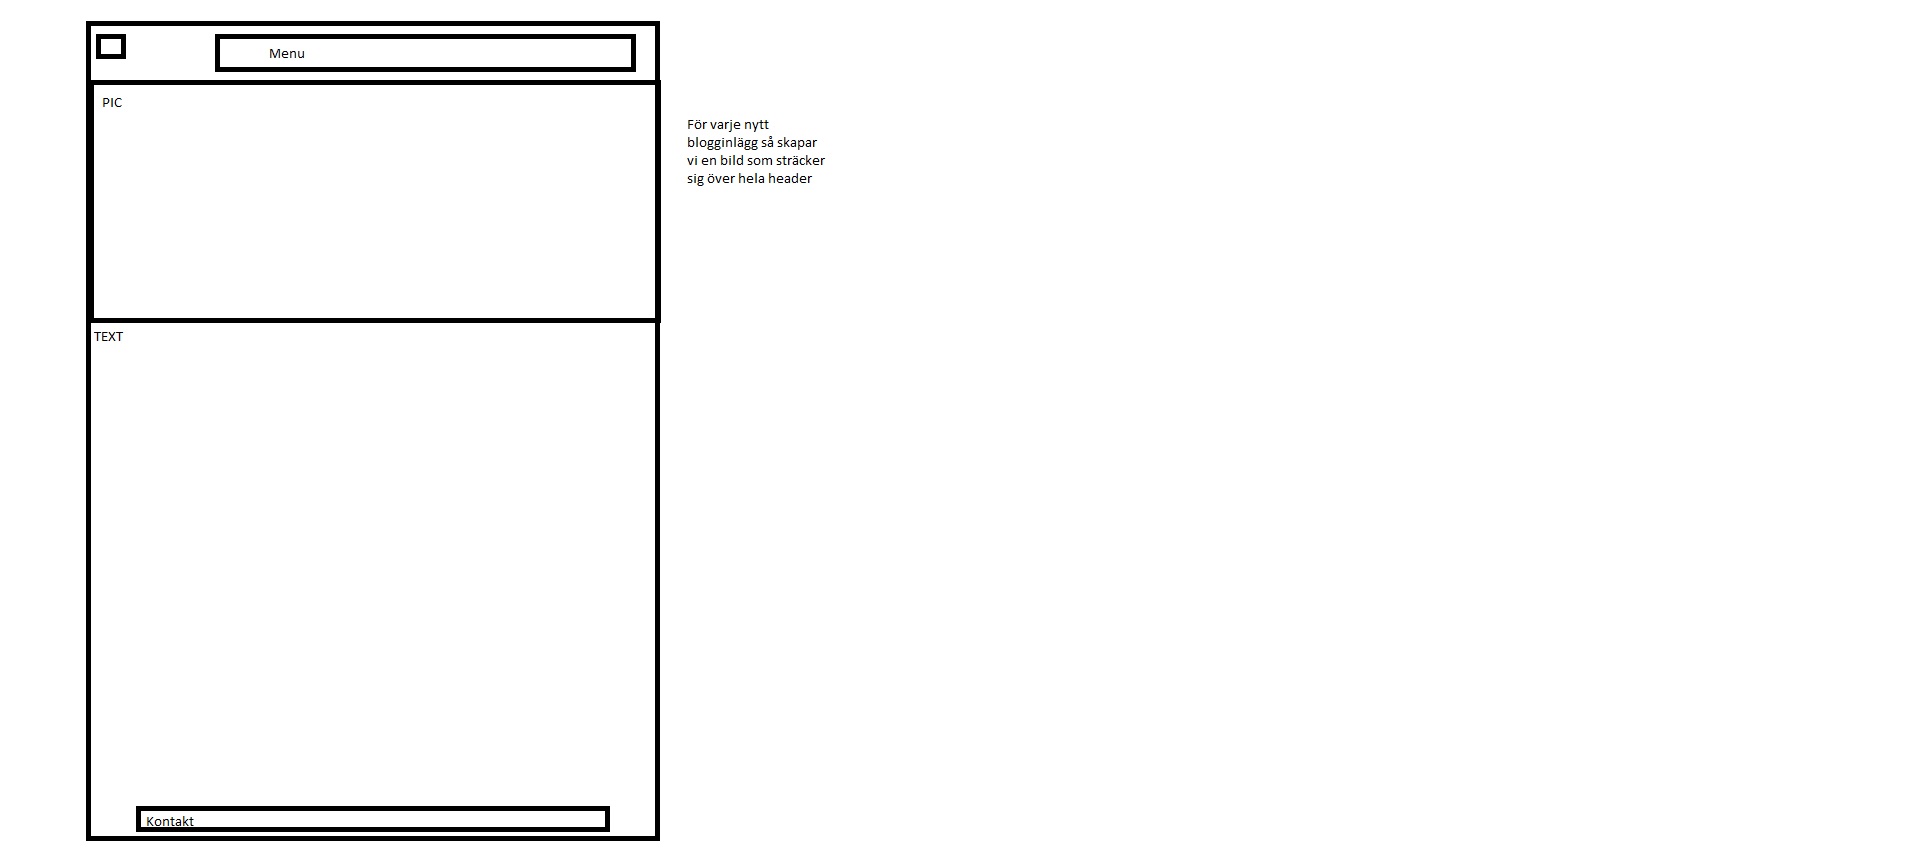 Menu
PIC
För varje nytt
blogginlägg så skapar
vi en bild som sträcker
sig över hela header
TEXT
Kontakt